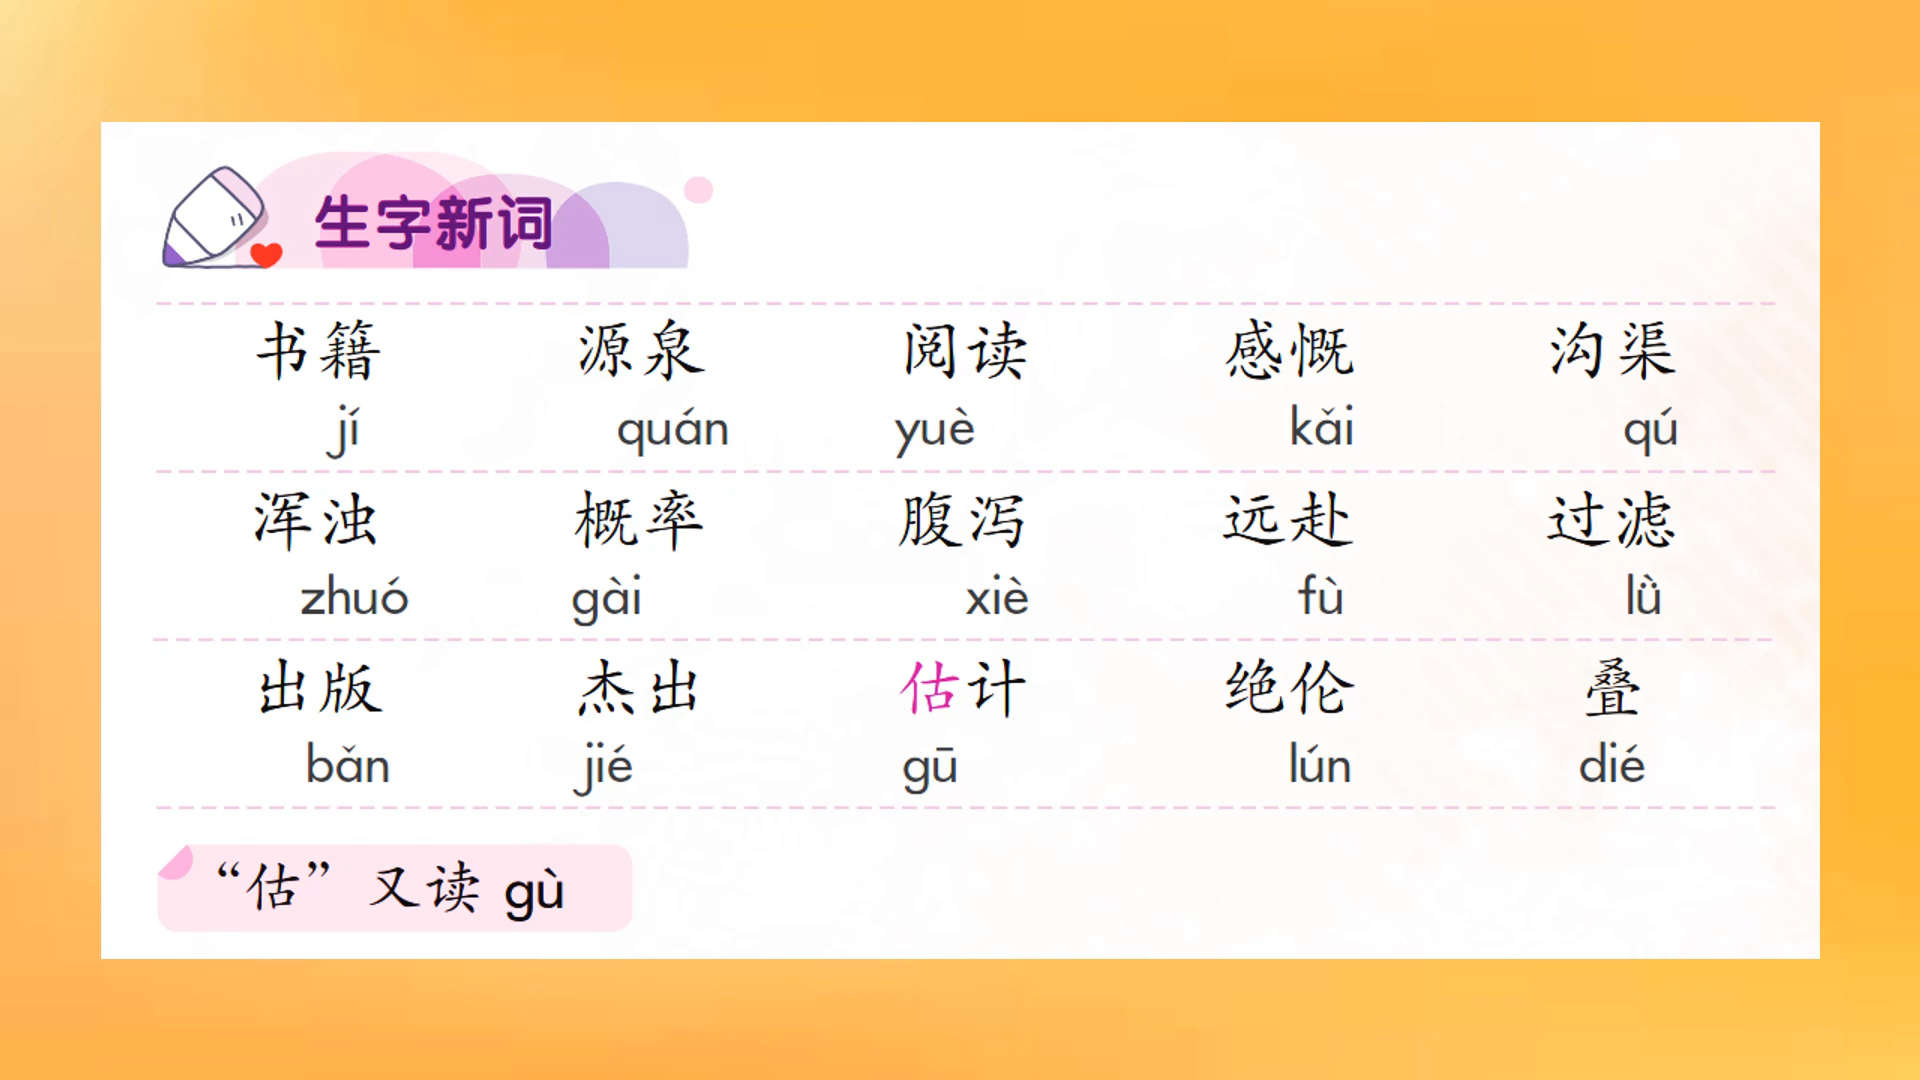 生字新词
书籍 源泉 阅读 感慨 沟渠
jí quán yuè kǎi qú
浑浊 概率 腹泻 远赴 过滤
zhuó gài xiè fù lǜ
出版 杰出 估计 绝伦 叠
bǎn jié gū lún dié
“估” 又读 gù